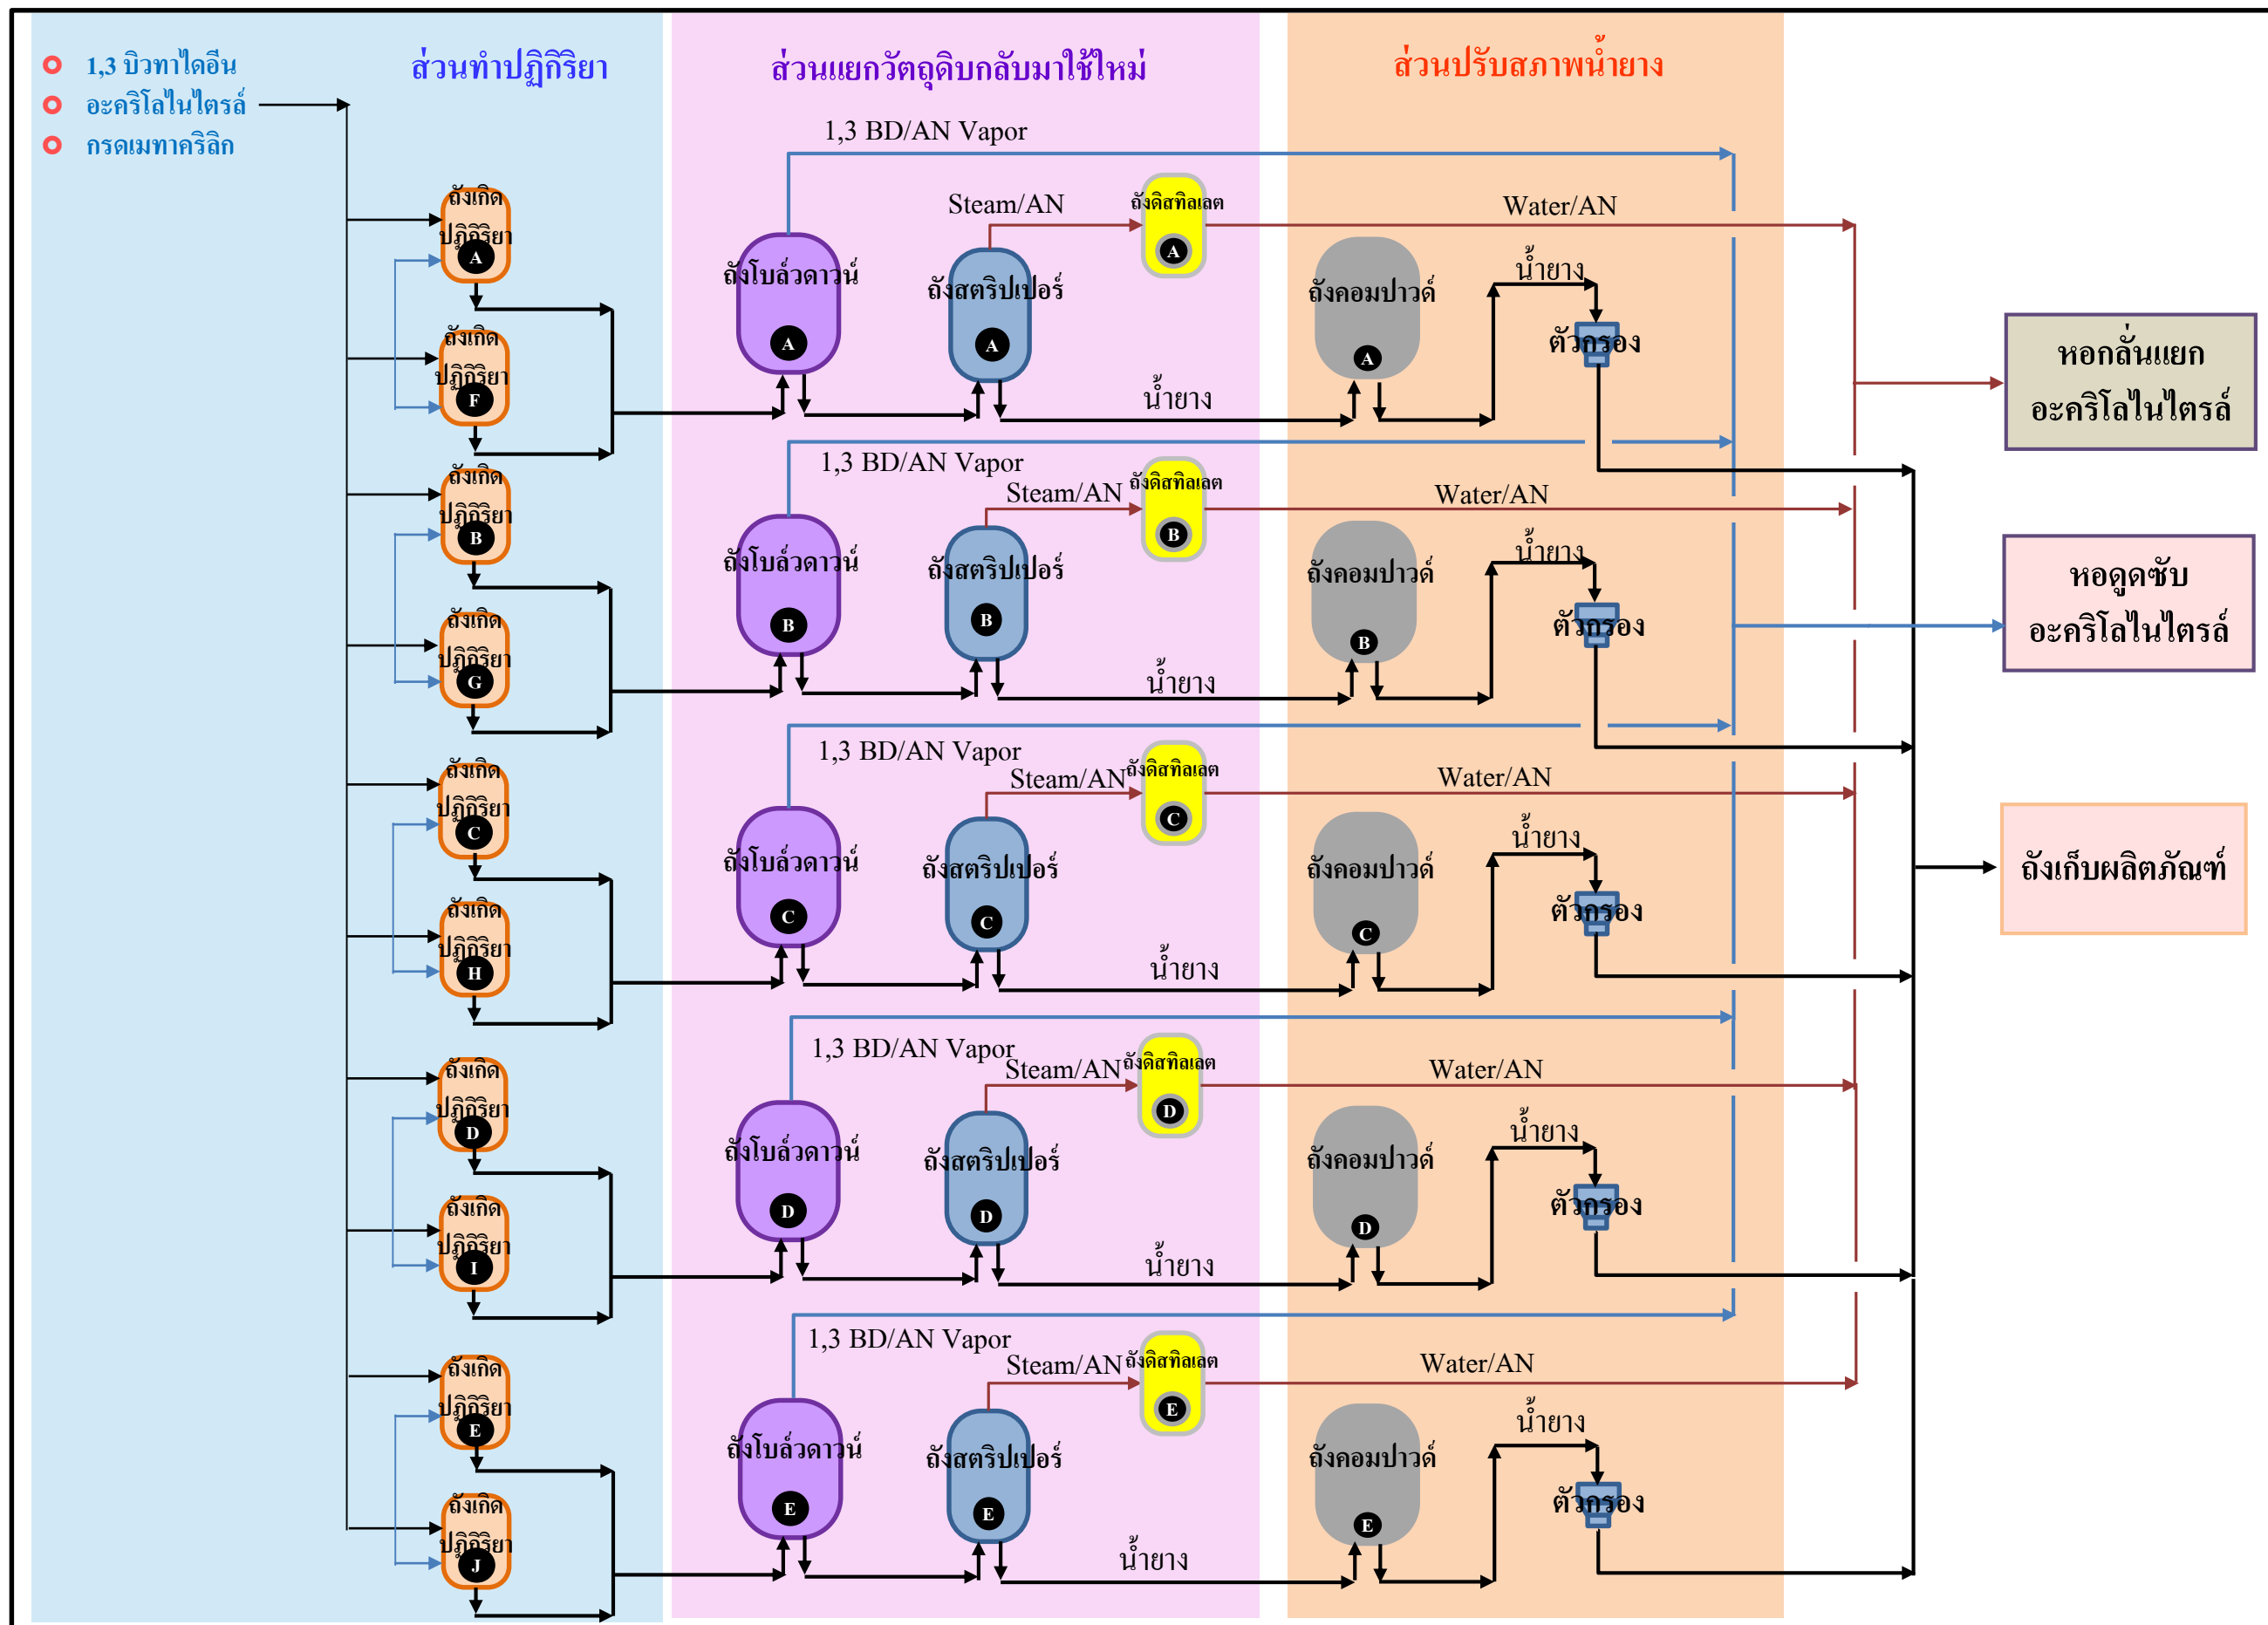 ส่วนทำปฏิกิริยา
ส่วนแยกวัตถุดิบกลับมาใช้ใหม่
ส่วนปรับสภาพน้ำยาง
1,3 บิวทาไดอีน
อะคริโลไนไตรล์
กรดเมทาคริลิก
1,3 BD/AN Vapor
ถังเกิด
ปฏิกิริยา
A
Steam/AN
ถังดิสทิลเลต
A
Water/AN
ถังโบล์วดาวน์
A
ถังสตริปเปอร์
A
ถังคอมปาวด์
A
น้ำยาง
ตัวกรอง
ถังเกิด
ปฏิกิริยา
F
น้ำยาง
หอกลั่นแยก
อะคริโลไนไตรล์
1,3 BD/AN Vapor
ถังเกิด
ปฏิกิริยา
B
Steam/AN
ถังดิสทิลเลต
B
Water/AN
ถังโบล์วดาวน์
B
ถังสตริปเปอร์
B
ถังคอมปาวด์
B
น้ำยาง
ตัวกรอง
ถังเกิด
ปฏิกิริยา
G
น้ำยาง
หอดูดซับ
อะคริโลไนไตรล์
1,3 BD/AN Vapor
ถังเกิด
ปฏิกิริยา
C
Steam/AN
ถังดิสทิลเลต
C
Water/AN
ถังโบล์วดาวน์
C
ถังสตริปเปอร์
C
ถังคอมปาวด์
C
น้ำยาง
ตัวกรอง
ถังเกิด
ปฏิกิริยา
H
น้ำยาง
ถังเก็บผลิตภัณฑ์
1,3 BD/AN Vapor
ถังเกิด
ปฏิกิริยา
D
Steam/AN
ถังดิสทิลเลต
D
Water/AN
ถังโบล์วดาวน์
D
ถังสตริปเปอร์
D
ถังคอมปาวด์
D
น้ำยาง
ตัวกรอง
ถังเกิด
ปฏิกิริยา
I
น้ำยาง
1,3 BD/AN Vapor
ถังเกิด
ปฏิกิริยา
E
Steam/AN
ถังดิสทิลเลต
E
Water/AN
ถังโบล์วดาวน์
E
ถังสตริปเปอร์
E
ถังคอมปาวด์
E
น้ำยาง
ตัวกรอง
ถังเกิด
ปฏิกิริยา
J
น้ำยาง